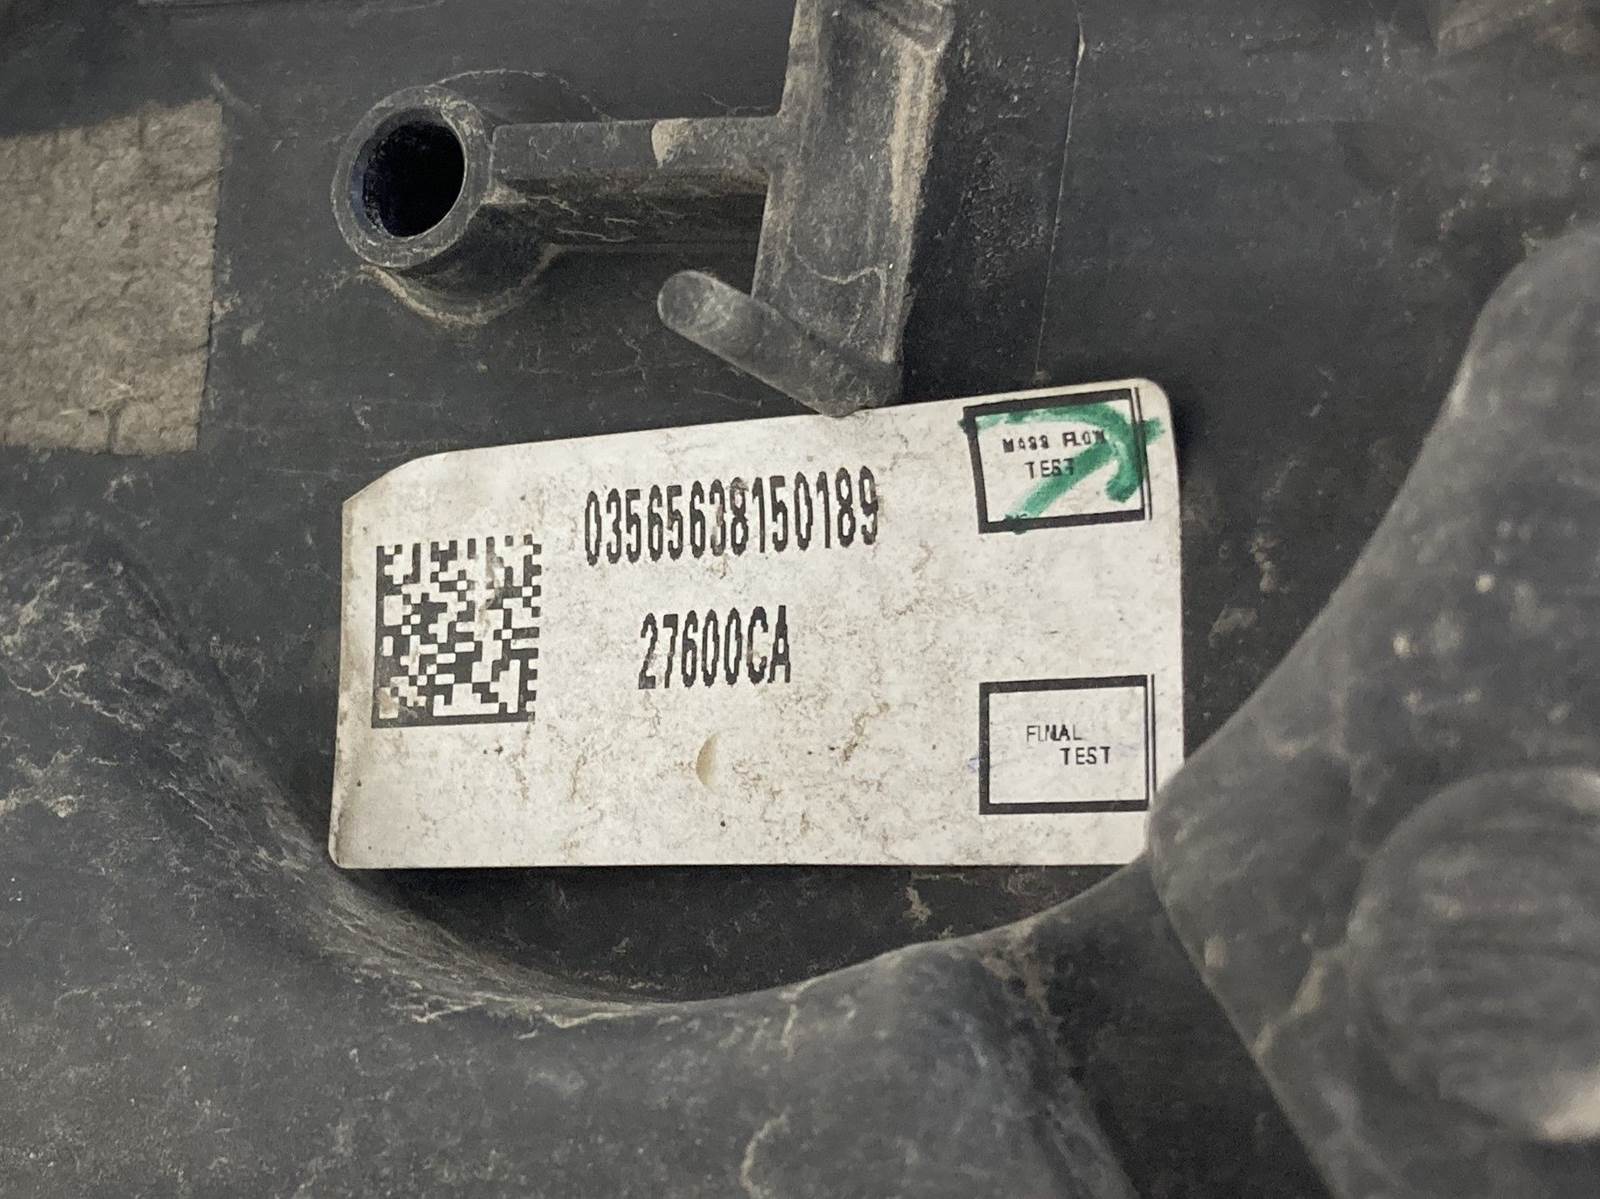 MASS FLOW
TEST
03565638150189
27600CA
FINAL
TEST